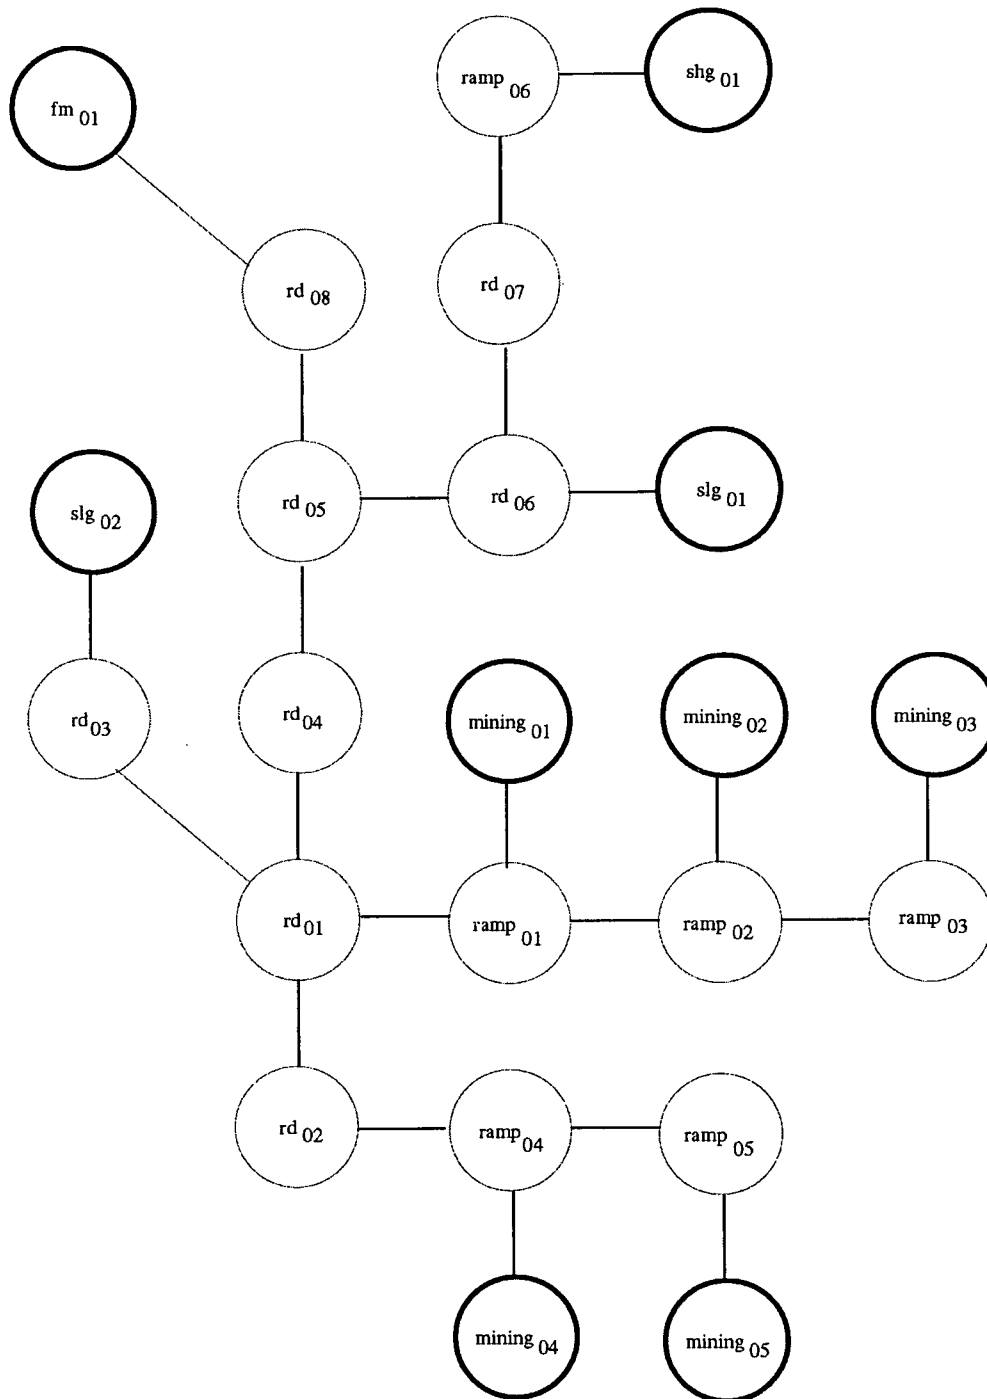 ramp 06
shg 01
fm 01
rd 08
rd 07
slg 02
rd 05
rd 06
slg 01
rd 03
rd 04
mining 01
mining 02
mining 03
rd 01
ramp 01
ramp 02
ramp 03
rd 02
ramp 04
ramp 05
mining 04
mining 05